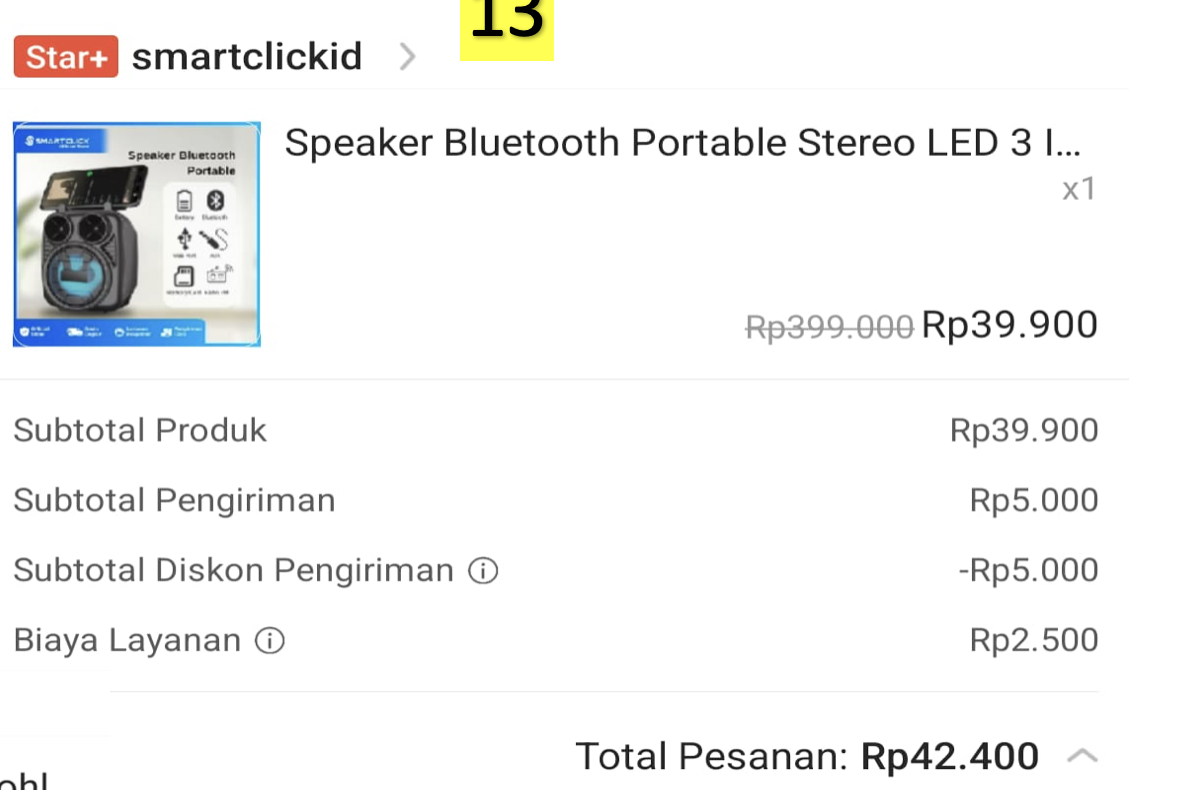 13
Star+ smartclickid
SMARTCLICK
Speaker Bluetooth
Portable
Battery Bluetooth
Speaker Bluetooth Portable Stereo LED 3 I...
x1
Rp399.000 Rp39.900
Subtotal Produk Rp39.900
Subtotal Pengiriman Rp5.000
Subtotal Diskon Pengiriman -Rp5.000
Biaya Layanan Rp2.500
Total Pesanan: Rp42.400